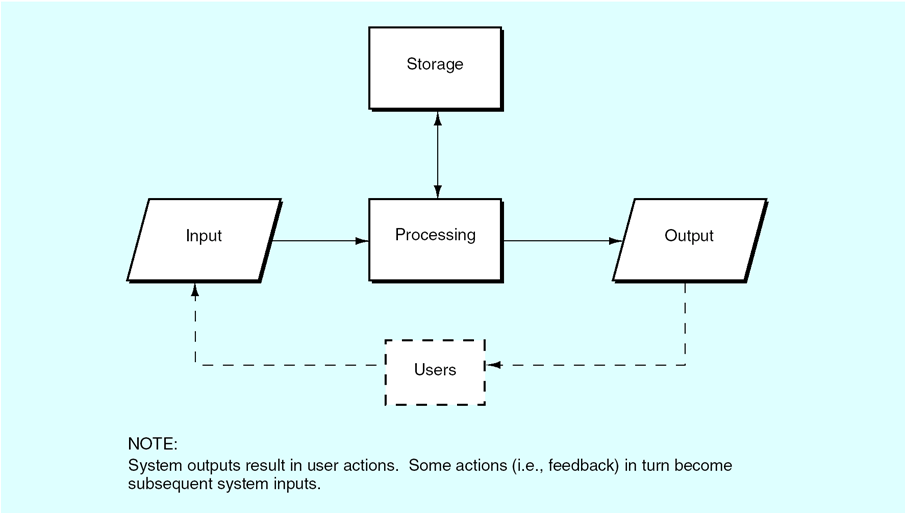 Storage
Input
Processing
Output
Users
NOTE:
System outputs result in user actions.  Some actions (i.e., feedback) in turn become
subsequent system inputs.